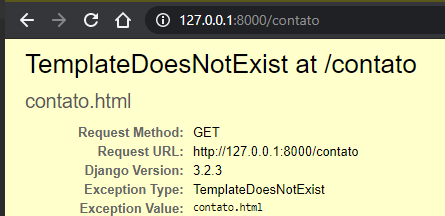 127.0.0.1:8000/contato
TemplateDoesNotExist at /contato
contato.html
Request Method: GET
Request URL: http://127.0.0.1:8000/contato
Django Version: 3.2.3
Exception Type: TemplateDoesNotExist
Exception Value: contato.html